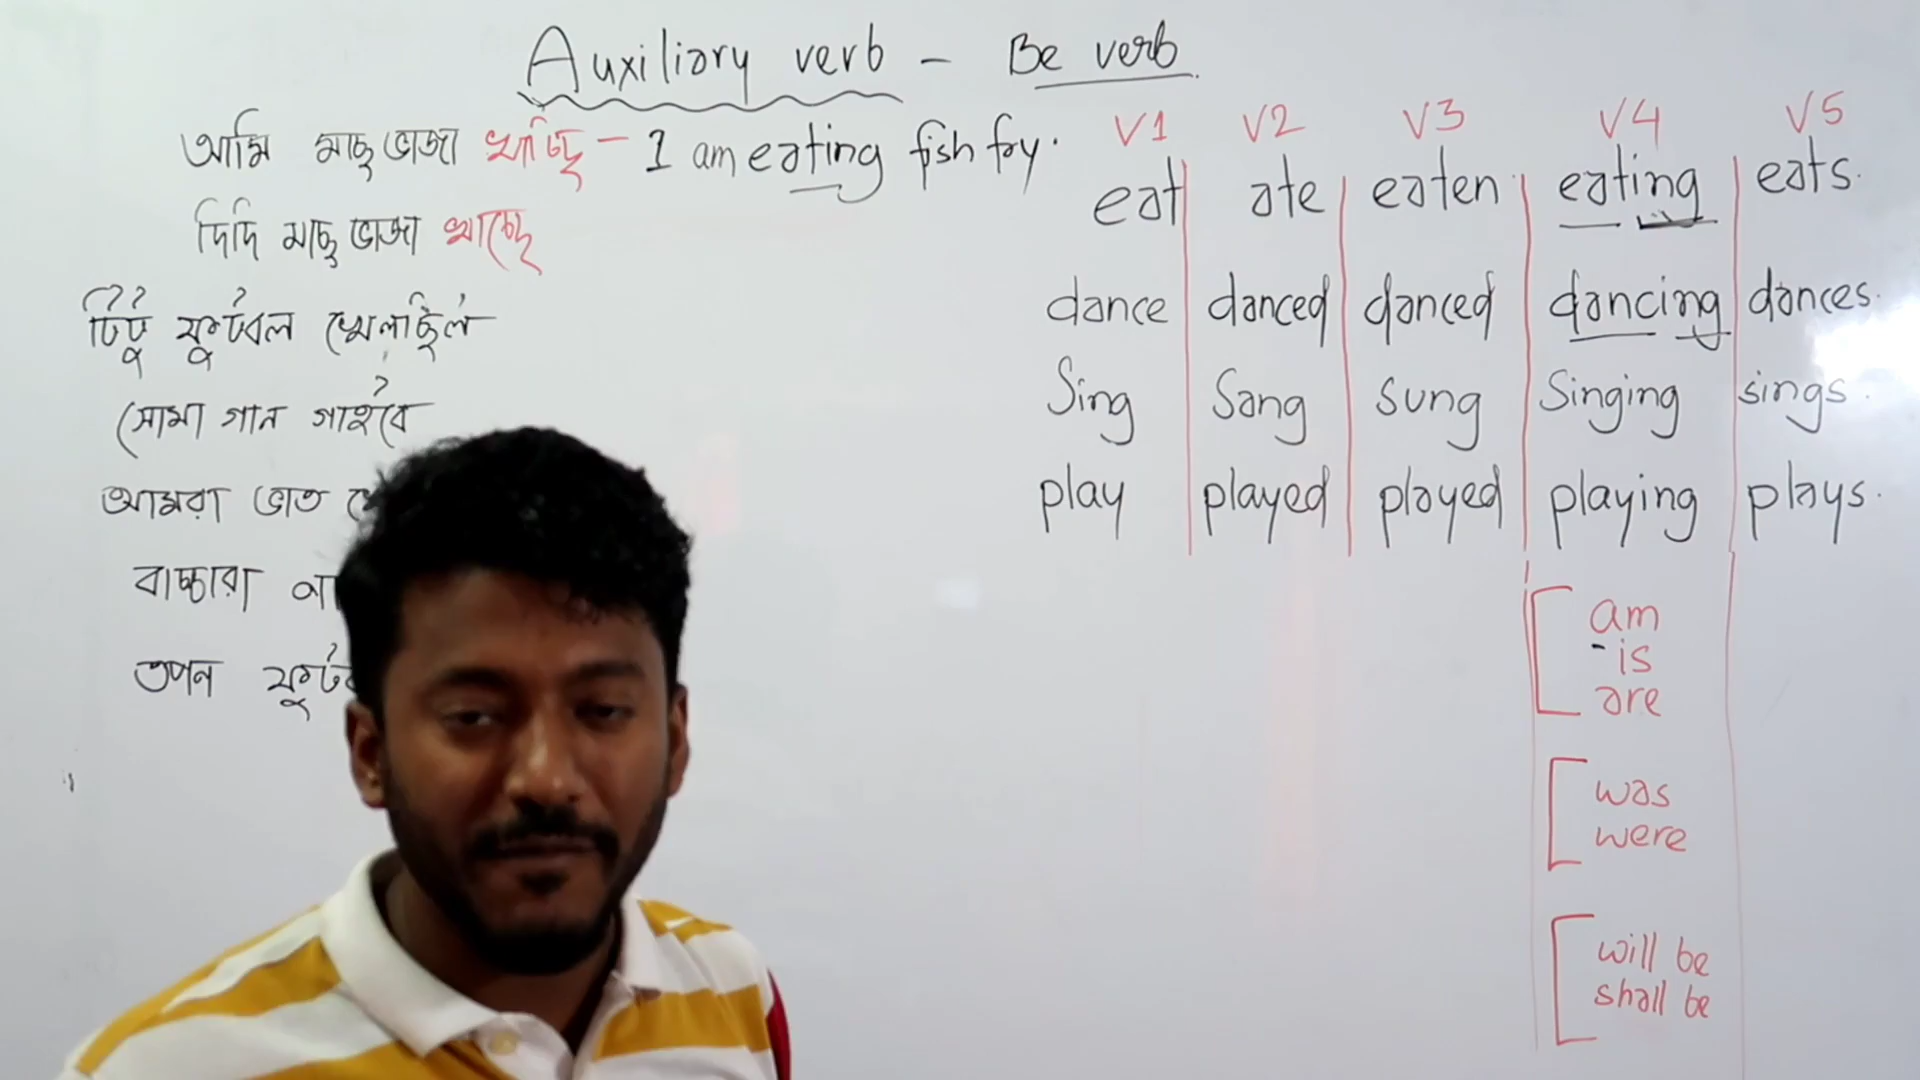 Auxiliary verb - Be verb
আমি মাছ ভাজা খাচ্ছি - I am eating fish fry.
দিদি মাছ ভাজা খাচ্ছে
টিটু ফুটবল খেলছিল
সোমা গান গাইবে
আমরা ভাত
বাচ্চারা
তপন
V1 V2 V3 V4 V5
eat ate eaten eating eats.
dance danced danced dancing dances.
Sing Sang sung Singing sings.
play played played playing plays.
am
is
are
was
were
will be
shall be